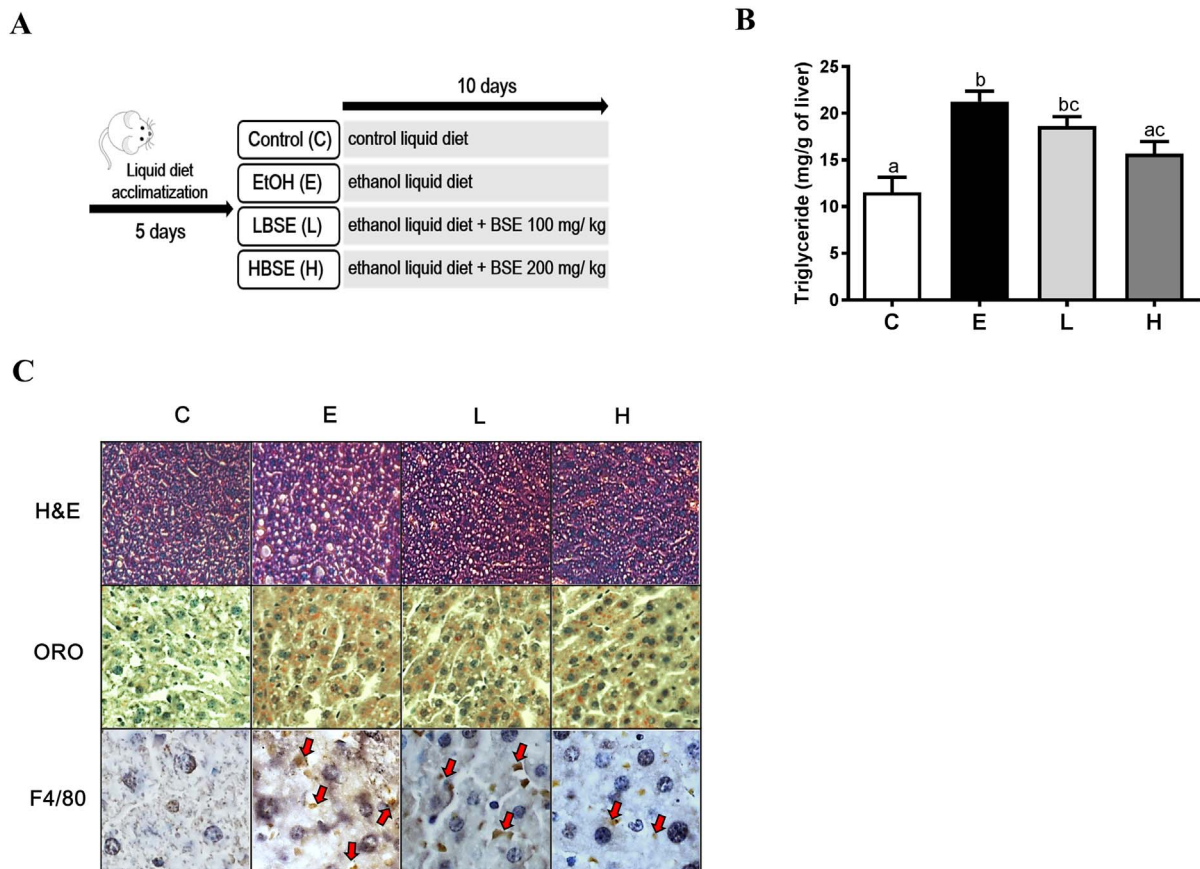 A
10 days
Liquid diet
acclimatization
5 days
Control (C) control liquid diet
EtOH (E) ethanol liquid diet
LBSE (L) ethanol liquid diet + BSE 100 mg/ kg
HBSE (H) ethanol liquid diet + BSE 200 mg/ kg
B
Triglyceride (mg/g of liver)
25
20
15
10
5
0
a
b
bc
ac
C E L H
C
C E L H
H&E
ORO
F4/80